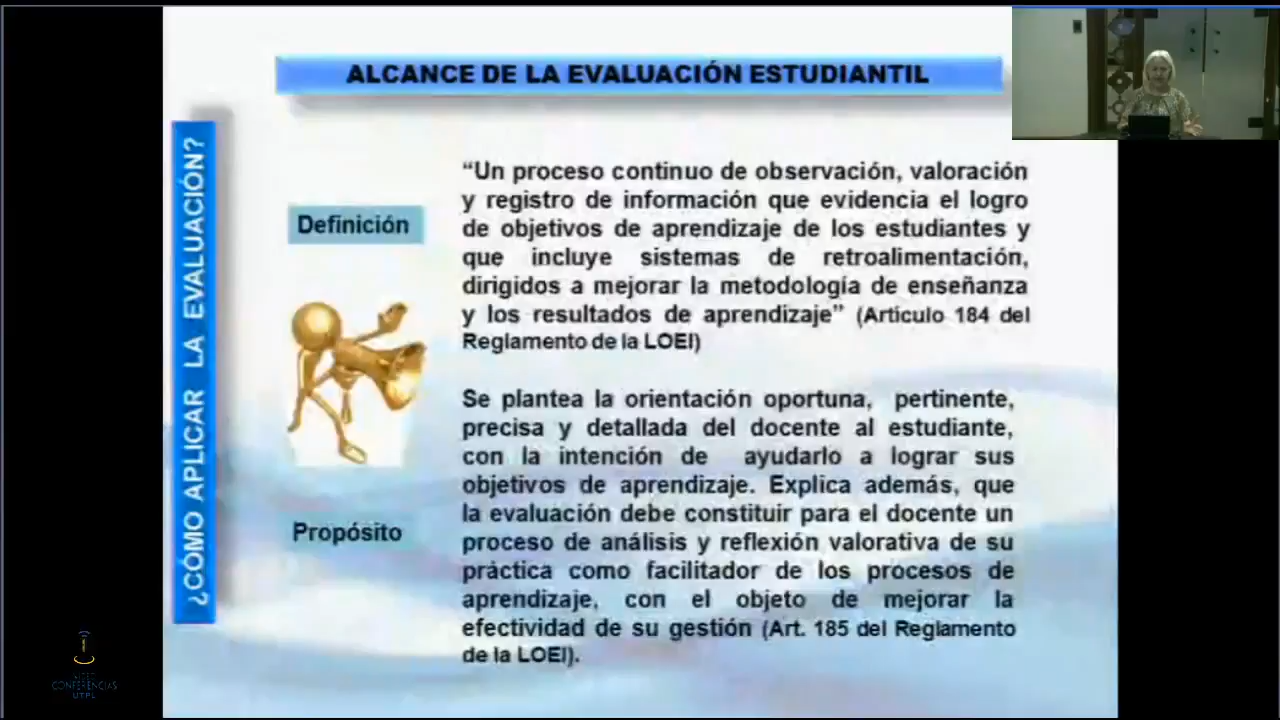 ALCANCE DE LA EVALUACIÓN ESTUDIANTIL
¿CÓMO APLICAR LA EVALUACIÓN?
Definición
“Un proceso continuo de observación, valoración
y registro de información que evidencia el logro
de objetivos de aprendizaje de los estudiantes y
que incluye sistemas de retroalimentación,
dirigidos a mejorar la metodología de enseñanza
y los resultados de aprendizaje” (Articulo 184 del
Reglamento de la LOEI)
Propósito
Se plantea la orientación oportuna, pertinente,
precisa y detallada del docente al estudiante,
con la intención de ayudarlo a lograr sus
objetivos de aprendizaje. Explica además, que
la evaluación debe constituir para el docente un
proceso de análisis y reflexión valorativa de su
práctica como facilitador de los procesos de
aprendizaje, con el objeto de mejorar la
efectividad de su gestión (Art. 185 del Reglamento
de la LOEI).
VIDEO
CONFERENCIAS
UTPL